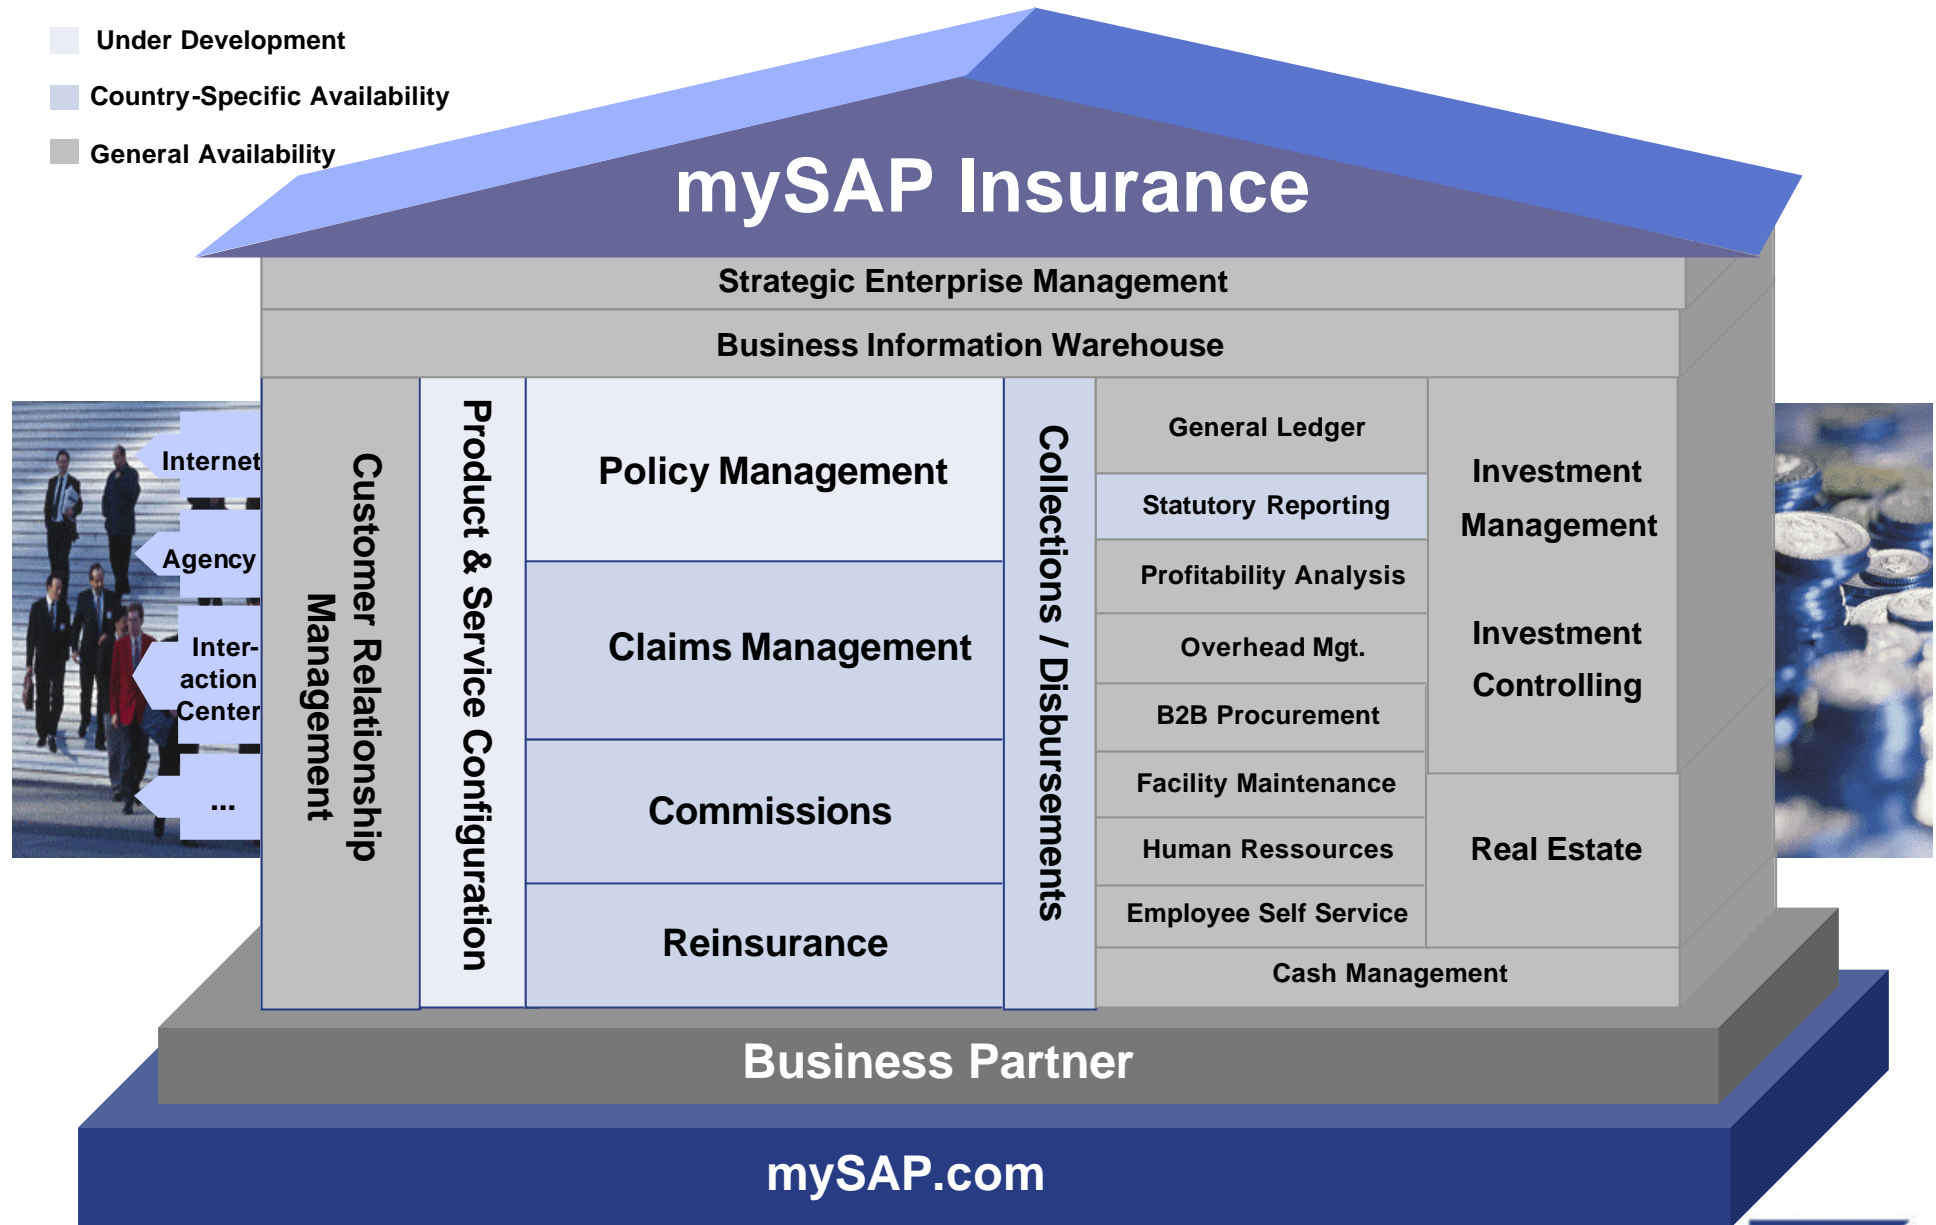 Under Development
Country-Specific Availability
General Availability
mySAP Insurance
Strategic Enterprise Management
Business Information Warehouse
Internet
Agency
Inter-
action
Center
...
Customer Relationship
Management
Product & Service Configuration
Policy Management
Claims Management
Commissions
Reinsurance
Collections / Disbursements
General Ledger
Statutory Reporting
Profitability Analysis
Overhead Mgt.
B2B Procurement
Facility Maintenance
Human Ressources
Employee Self Service
Investment
Management
Investment
Controlling
Real Estate
Cash Management
Business Partner
mySAP.com